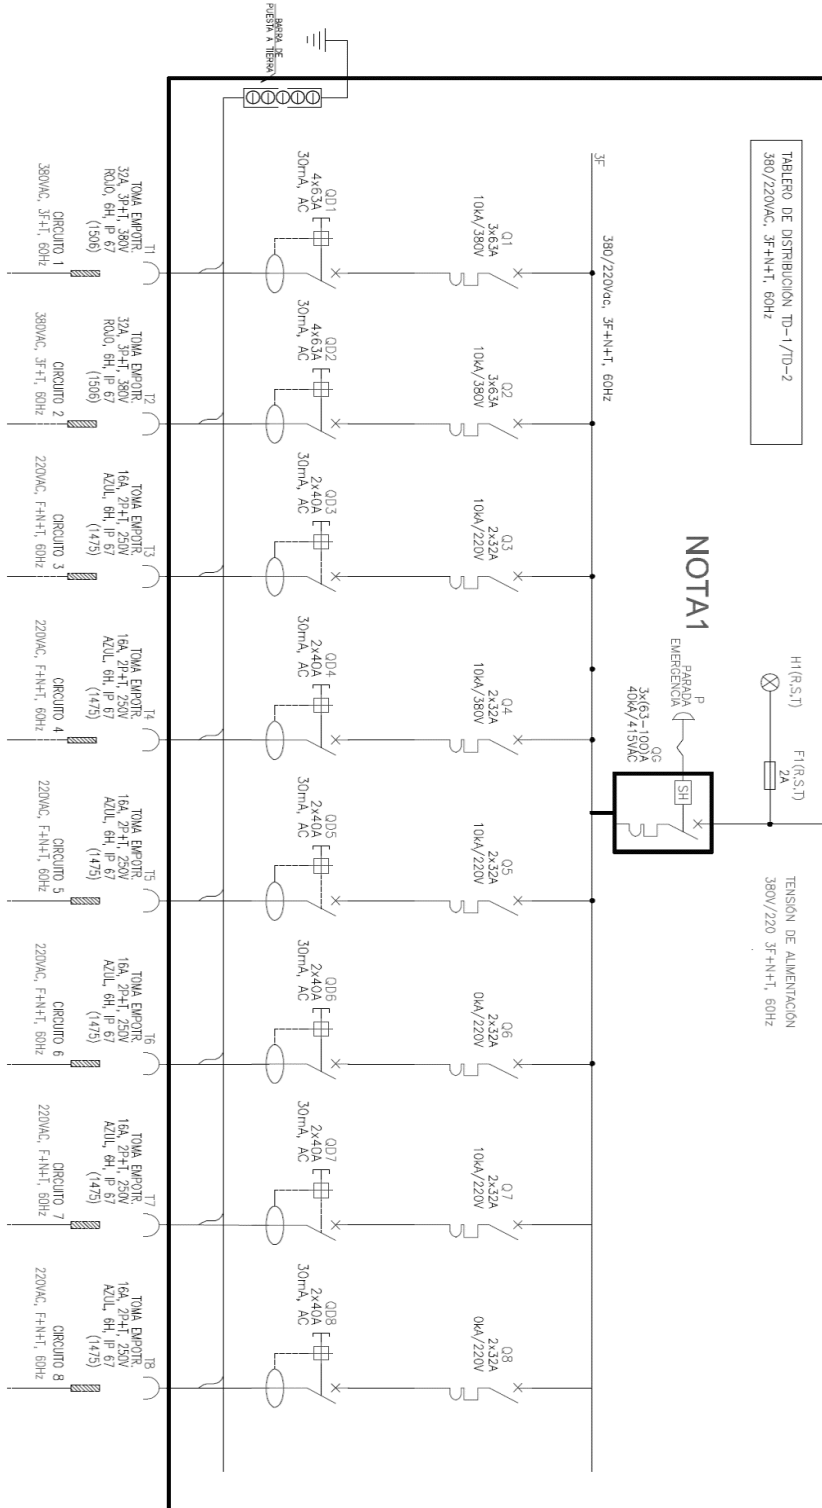 TABLERO DE DISTRIBUCIÓN TD-1/TD-2
380/220VAC, 3F+N+T, 60Hz
H1(R,S,T)
F1(R,S,T)
2A
TENSIÓN DE ALIMENTACIÓN
380V/220 3F+N+T, 60Hz
NOTA1
P
PARADA
EMERGENCIA
QG
3x(63-100)A
40kA/415VAC
SH
3F
380/220Vac, 3F+N+T, 60Hz
Q1
3x63A
10kA/380V
Q2
3x63A
10kA/380V
Q3
2x32A
10kA/220V
Q4
2x32A
10kA/380V
Q5
2x32A
10kA/220V
Q6
2x32A
0kA/220V
Q7
2x32A
10kA/220V
Q8
2x32A
0kA/220V
QD1
4x63A
30mA, AC
QD2
4x63A
30mA, AC
QD3
2x40A
30mA, AC
QD4
2x40A
30mA, AC
QD5
2x40A
30mA, AC
QD6
2x40A
30mA, AC
QD7
2x40A
30mA, AC
QD8
2x40A
30mA, AC
BARRA DE
PUESTA A TIERRA
T1
TOMA EMPOTR.
32A, 3P+T, 380V
ROJO, 6H, IP 67
(1506)
T2
TOMA EMPOTR.
32A, 3P+T, 380V
ROJO, 6H, IP 67
(1506)
T3
TOMA EMPOTR.
16A, 2P+T, 250V
AZUL, 6H, IP 67
(1475)
T4
TOMA EMPOTR.
16A, 2P+T, 250V
AZUL, 6H, IP 67
(1475)
T5
TOMA EMPOTR.
16A, 2P+T, 250V
AZUL, 6H, IP 67
(1475)
T6
TOMA EMPOTR.
16A, 2P+T, 250V
AZUL, 6H, IP 67
(1475)
T7
TOMA EMPOTR.
16A, 2P+T, 250V
AZUL, 6H, IP 67
(1475)
T8
TOMA EMPOTR.
16A, 2P+T, 250V
AZUL, 6H, IP 67
(1475)
CIRCUITO 1
380VAC, 3F+T, 60Hz
CIRCUITO 2
380VAC, 3F+T, 60Hz
CIRCUITO 3
220VAC, F+N+T, 60Hz
CIRCUITO 4
220VAC, F+N+T, 60Hz
CIRCUITO 5
220VAC, F+N+T, 60Hz
CIRCUITO 6
220VAC, F+N+T, 60Hz
CIRCUITO 7
220VAC, F+N+T, 60Hz
CIRCUITO 8
220VAC, F+N+T, 60Hz